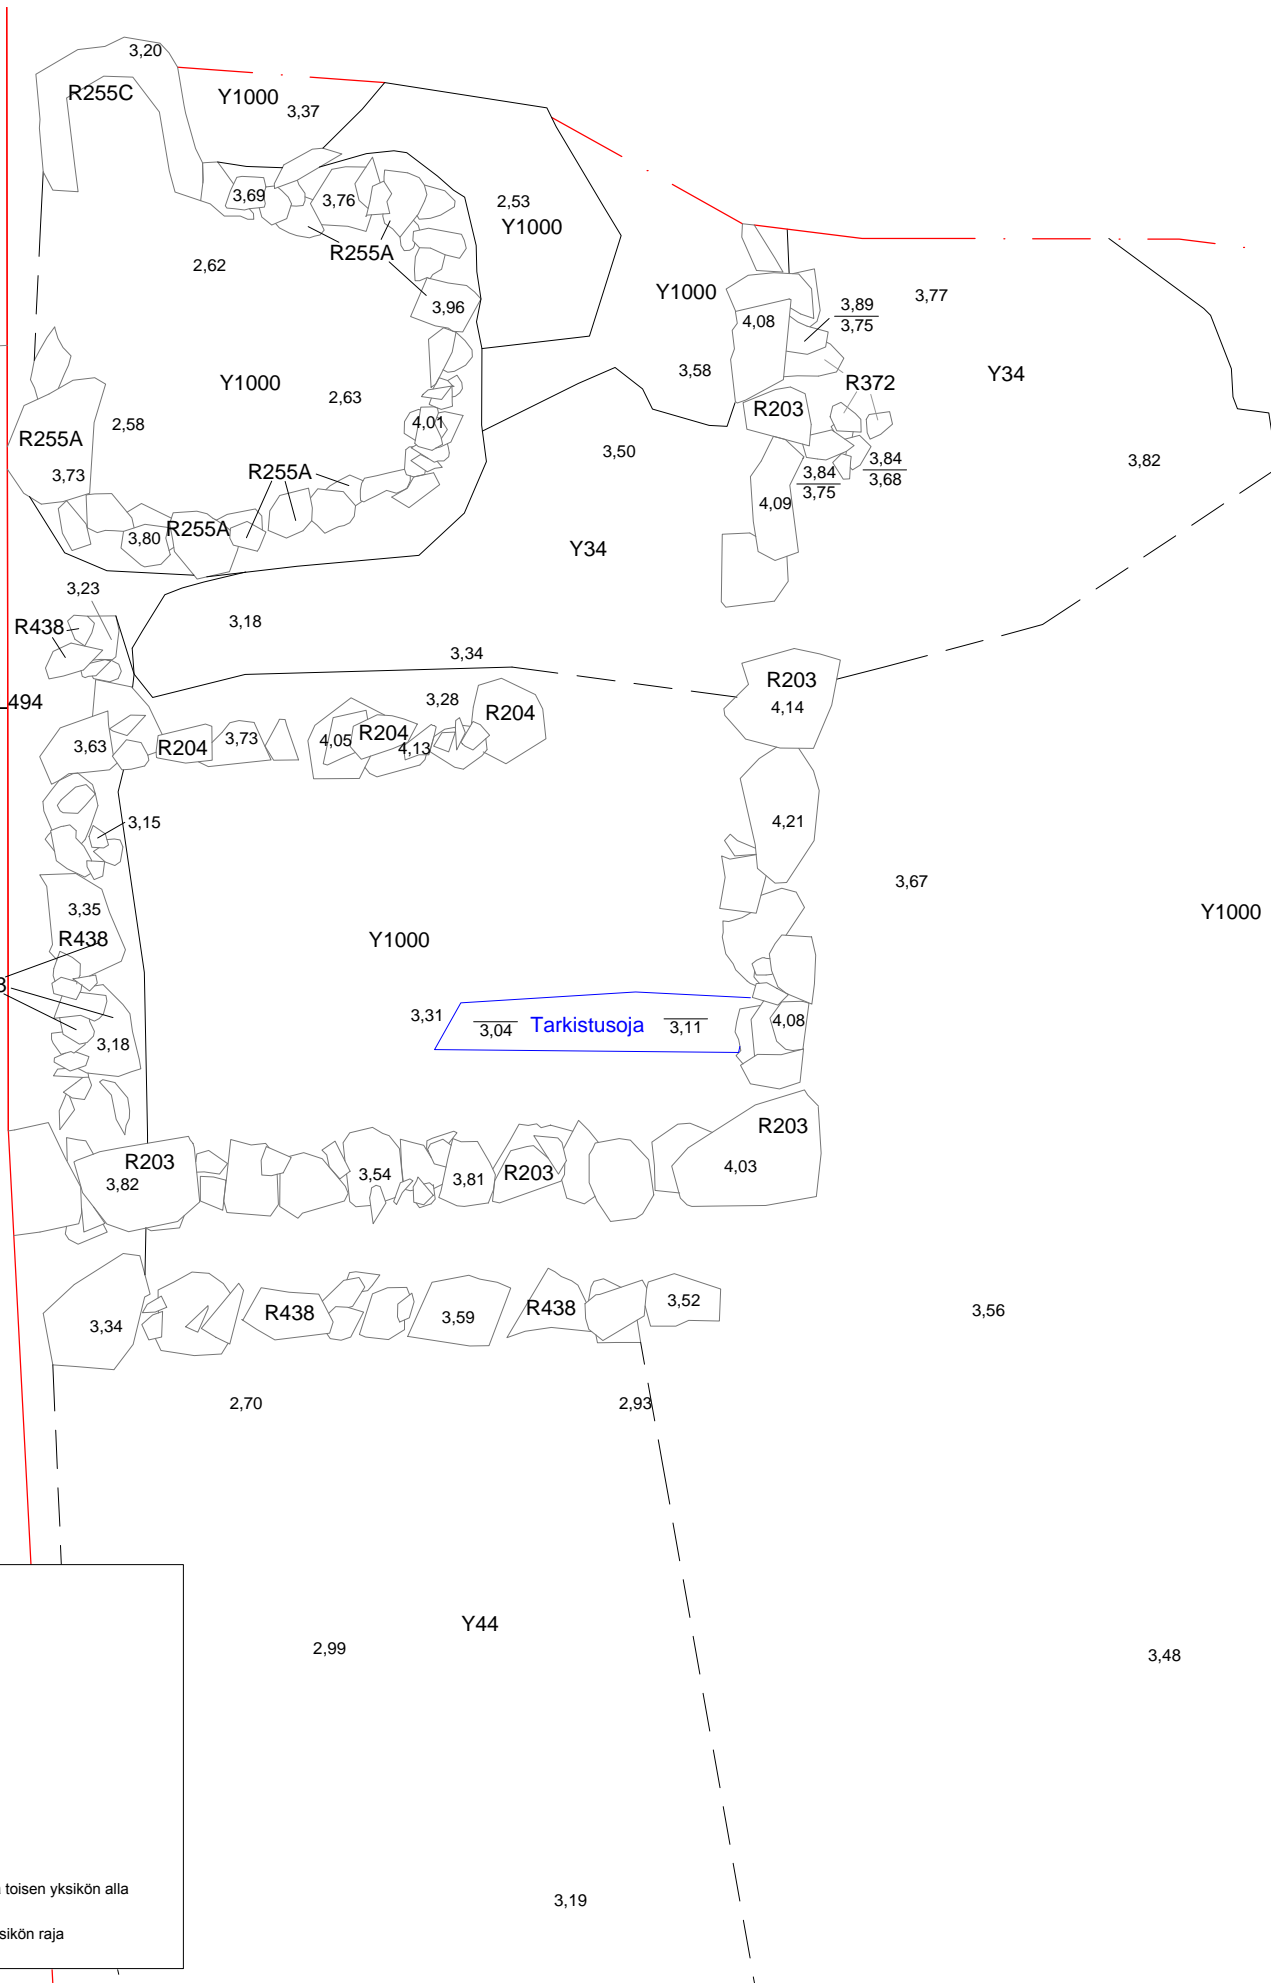 3,20
R255C
Y1000
3,37
3,69
3,76
2,53
Y1000
R255A
2,62
Y1000
3,77
3,96
3,89
3,75
4,08
3,58
Y34
R372
Y1000
2,63
R203
2,58
4,01
R255A
3,50
3,82
3,73
R255A
3,84
3,75
3,84
3,68
4,09
R255A
3,80
Y34
3,23
3,18
R438
3,34
R203
494
3,28
4,14
R204
3,63
R204
3,73
4,05
R204
4,13
3,15
4,21
3,67
3,35
R438
Y1000
Y1000
3,31
3,04
Tarkistusoja
3,11
4,08
3,18
R203
R203
3,82
3,54
3,81
R203
4,03
3,34
R438
3,59
R438
3,52
3,56
2,70
2,93
Y44
2,99
3,48
toisen yksikön alla
3,19
sikön raja